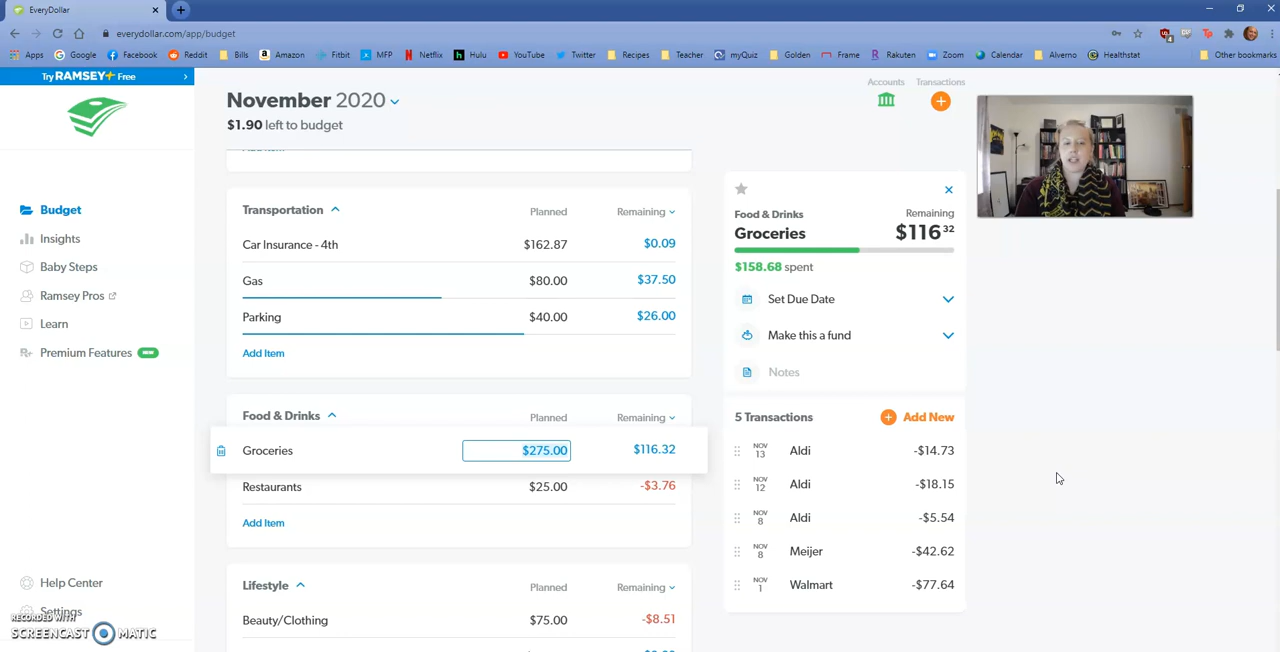 EveryDollar
everydollar.com/app/budget
Apps Google Facebook Reddit Bills Amazon Fitbit MFP Netflix Hulu YouTube Twitter Recipes Teacher myQuiz Golden Frame Rakuten Zoom Calendar Alverno Healthstat Other bookmarks
Try RAMSEY+ Free
Budget
Insights
Baby Steps
Ramsey Pros
Learn
Premium Features
Help Center
Settings
RECORDED WITH
SCREENCAST MATIC
November 2020
$1.90 left to budget
Accounts
Transactions
Transportation Planned Remaining
Car Insurance - 4th $162.87 $0.09
Gas $80.00 $37.50
Parking $40.00 $26.00
Add Item
Food & Drinks Planned Remaining
Groceries $275.00 $116.32
Restaurants $25.00 -$3.76
Add Item
Lifestyle Planned Remaining
Beauty/Clothing $75.00 -$8.51
Food & Drinks Remaining
Groceries $116 32
$158.68 spent
Set Due Date
Make this a fund
Notes
5 Transactions Add New
NOV 13 Aldi -$14.73
NOV 12 Aldi -$18.15
NOV 8 Aldi -$5.54
NOV 8 Meijer -$42.62
NOV 1 Walmart -$77.64